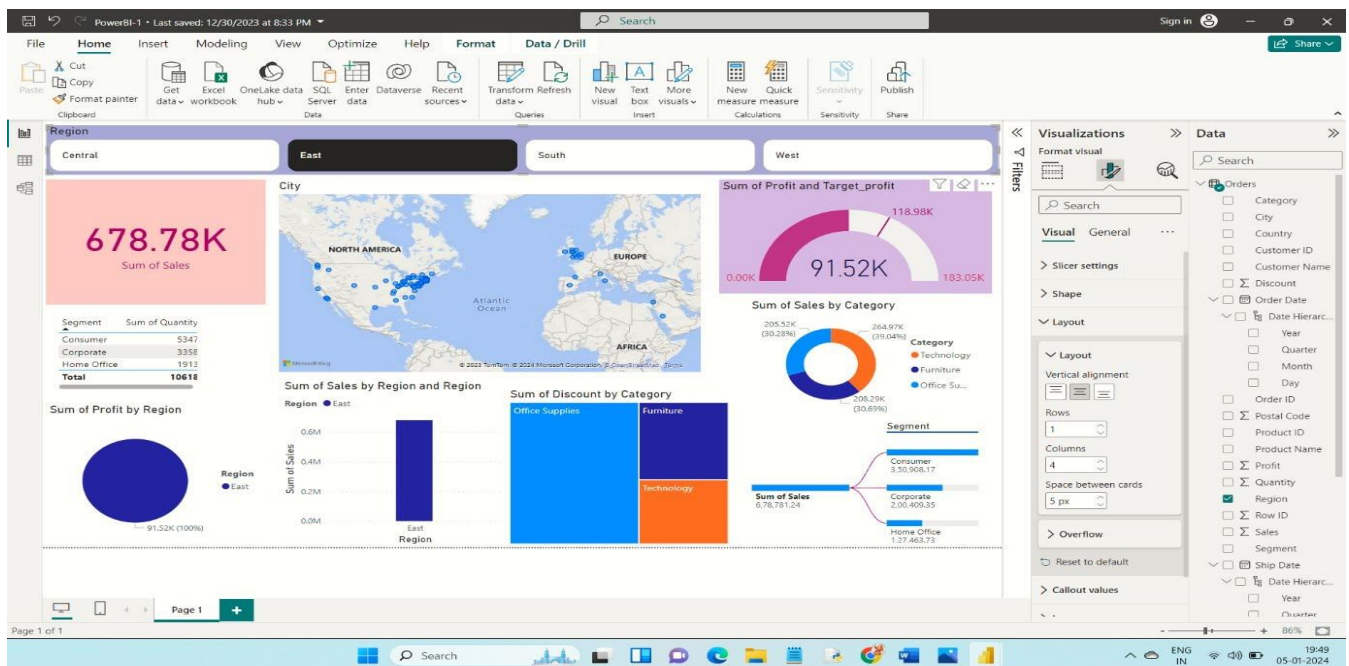 PowerBI-1 • Last saved: 12/30/2023 at 8:33 PM
Search
Sign in
File Home Insert Modeling View Optimize Help Format Data / Drill
Share
Paste
Cut
Copy
Format painter
Clipboard
Get data
Excel workbook
OneLake data hub
SQL Server
Enter data
Dataverse
Recent sources
Data
Transform data
Refresh
Queries
New visual
Text box
More visuals
Insert
New measure
Quick measure
Calculations
Sensitivity
Sensitivity
Publish
Share
Region
Central
East
South
West
678.78K
Sum of Sales
City
NORTH AMERICA
EUROPE
Atlantic
Ocean
AFRICA
© 2023 TomTom, © 2024 Microsoft Corporation, © OpenStreetMap Terms
Sum of Profit and Target_profit
118.98K
0.00K
91.52K
183.05K
Segment Sum of Quantity
Consumer 5347
Corporate 3358
Home Office 1913
Total 10618
Sum of Sales by Category
205.52K
(30.28%)
264.97K
(39.04%)
208.29K
(30.69%)
Category
Technology
Furniture
Office Su...
Sum of Profit by Region
Region
East
91.52K (100%)
Sum of Sales by Region and Region
Region East
Sum of Sales
0.6M
0.4M
0.2M
0.0M
East
Region
Sum of Discount by Category
Office Supplies
Furniture
Technology
Segment
Sum of Sales
6,78,781.24
Consumer
3,50,908.17
Corporate
2,00,409.35
Home Office
1,27,463.73
Filters
Visualizations
Format visual
Search
Visual General
Slicer settings
Shape
Layout
Layout
Vertical alignment
Rows
1
Columns
4
Space between cards
5 px
Overflow
Reset to default
Callout values
Data
Search
Orders
Category
City
Country
Customer ID
Customer Name
Discount
Order Date
Date Hierarc...
Year
Quarter
Month
Day
Order ID
Postal Code
Product ID
Product Name
Profit
Quantity
Region
Row ID
Sales
Segment
Ship Date
Date Hierarc...
Year
Quarter
Page 1
Page 1 of 1
86%
Search
ENG
IN
19:49
05-01-2024